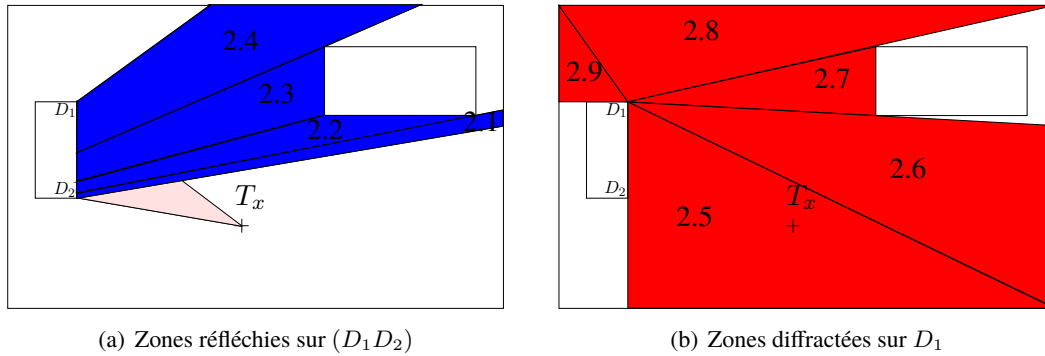 2.4
2.3
2.2
2.1
D₁
D₂
Tₓ
(a) Zones réfléchies sur (D₁D₂)
2.8
2.9
2.7
D₁
2.6
D₂
Tₓ
2.5
(b) Zones diffractées sur D₁